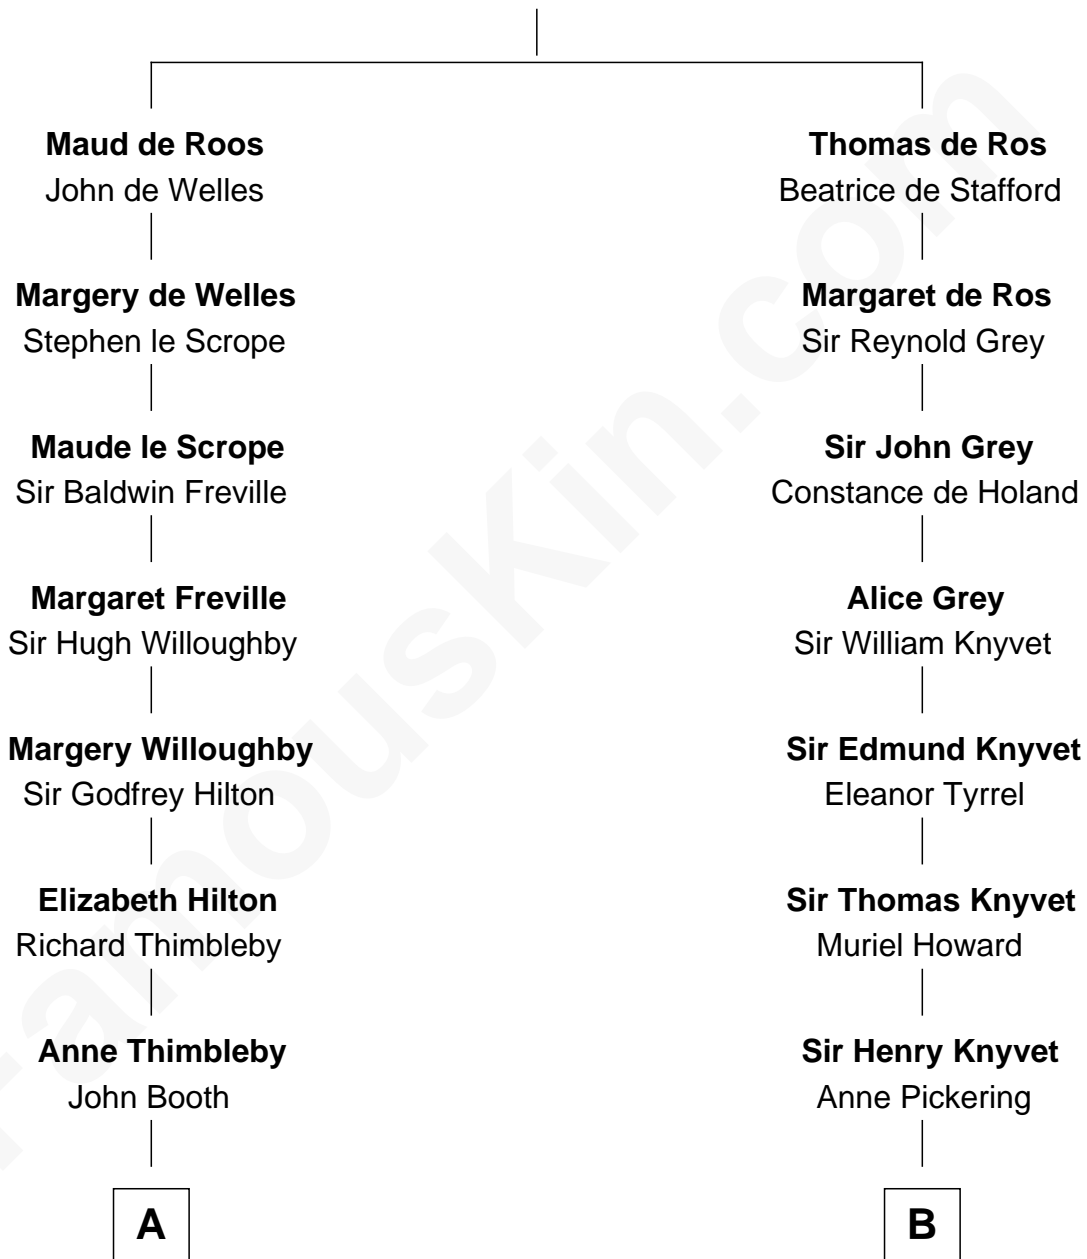 Maud de Roos
John de Welles
Margery de Welles
Stephen le Scrope
Maude le Scrope
Sir Baldwin Freville
Margaret Freville
Sir Hugh Willoughby
Margery Willoughby
Sir Godfrey Hilton
Elizabeth Hilton
Richard Thimbleby
Anne Thimbleby
John Booth
A
Thomas de Ros
Beatrice de Stafford
Margaret de Ros
Sir Reynold Grey
Sir John Grey
Constance de Holand
Alice Grey
Sir William Knyvet
Sir Edmund Knyvet
Eleanor Tyrrel
Sir Thomas Knyvet
Muriel Howard
Sir Henry Knyvet
Anne Pickering
B
FamousKin.com